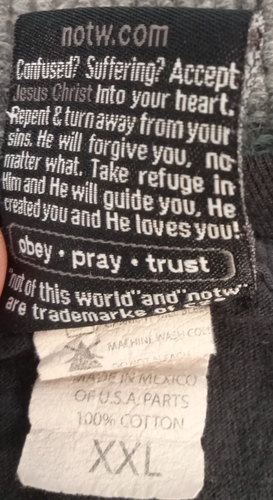 notw.com
Confused? Suffering? Accept
Jesus Christ Into your heart.
Repent & turn away from your
sins. He will forgive you, no
matter what. Take refuge in
Him and He will guide you. He
created you and He loves you!
obey • pray • trust
"not of this world" and "notw"
are trademarks of
MACHINE WASH COLD
MADE IN MEXICO
OF U.S.A. PARTS
100% COTTON
XXL